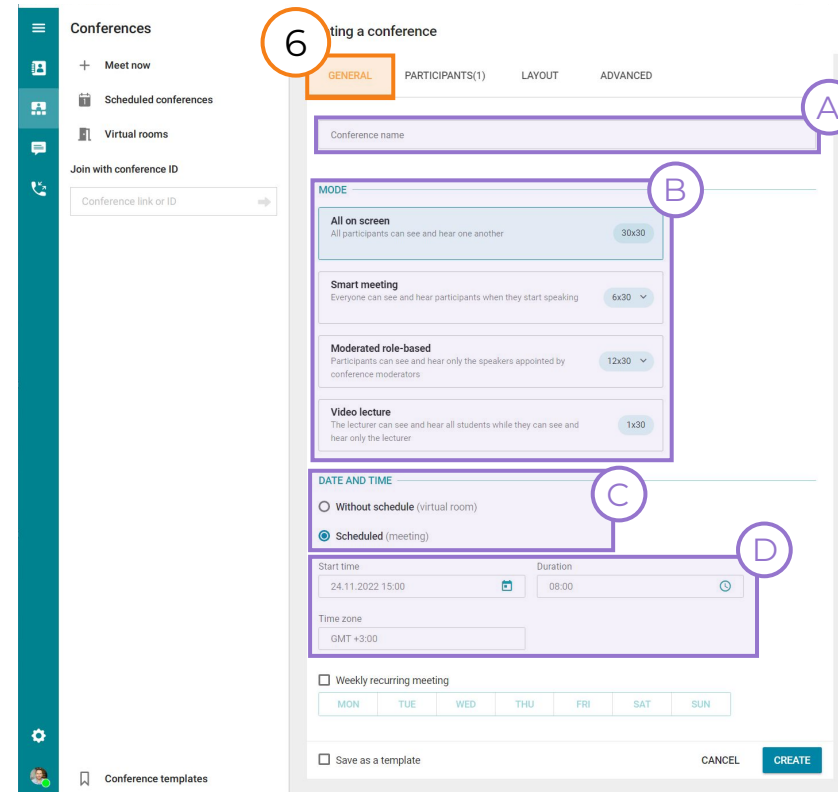 Conferences
Meet now
Scheduled conferences
Virtual rooms
Join with conference ID
Conference link or ID
Conference templates
6
ting a conference
GENERAL PARTICIPANTS(1) LAYOUT ADVANCED
A
Conference name
B
MODE
All on screen
All participants can see and hear one another
30x30
Smart meeting
Everyone can see and hear participants when they start speaking
6x30
Moderated role-based
Participants can see and hear only the speakers appointed by
conference moderators
12x30
Video lecture
The lecturer can see and hear all students while they can see and
hear only the lecturer
1x30
C
DATE AND TIME
Without schedule (virtual room)
Scheduled (meeting)
D
Start time Duration
24.11.2022 15:00 08:00
Time zone
GMT +3:00
Weekly recurring meeting
MON TUE WED THU FRI SAT SUN
Save as a template CANCEL CREATE